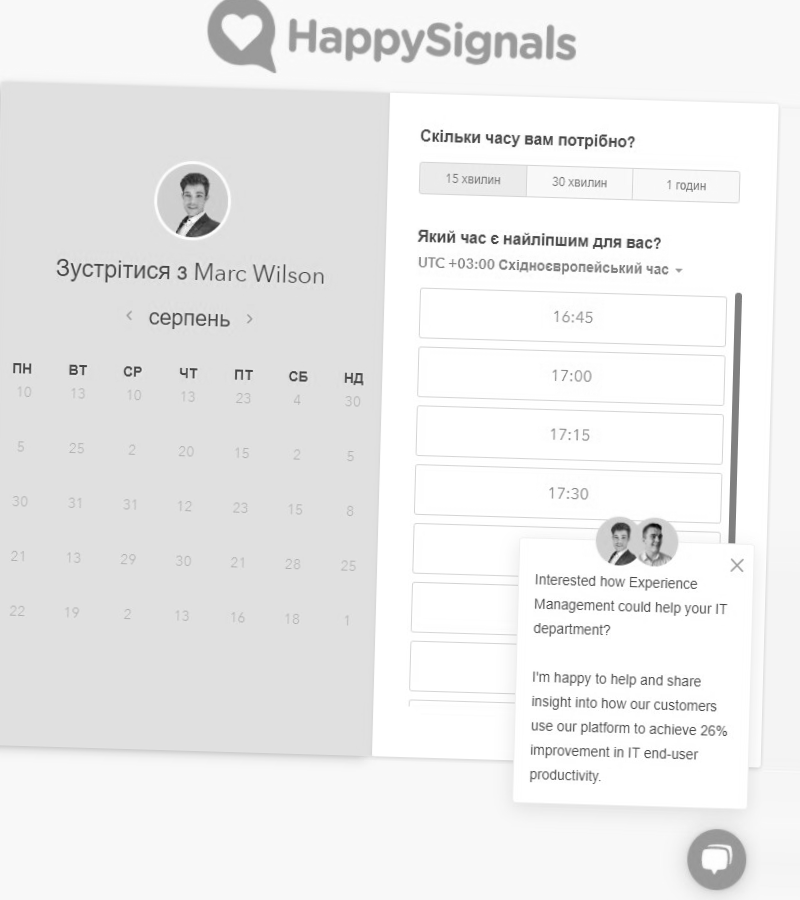 HappySignals
Зустрітися з Marc Wilson
серпень
ПН ВТ СР ЧТ ПТ СБ НД
10 13 10 13 23 4 30
5 25 2 20 15 2 5
30 31 31 12 23 15 8
21 13 29 30 21 28 25
22 19 2 13 16 18 1
Скільки часу вам потрібно?
15 хвилин 30 хвилин 1 годин
Який час є найліпшим для вас?
UTC +03:00 Східноєвропейський час
16:45
17:00
17:15
17:30
Interested how Experience
Management could help your IT
department?
I'm happy to help and share
insight into how our customers
use our platform to achieve 26%
improvement in IT end-user
productivity.